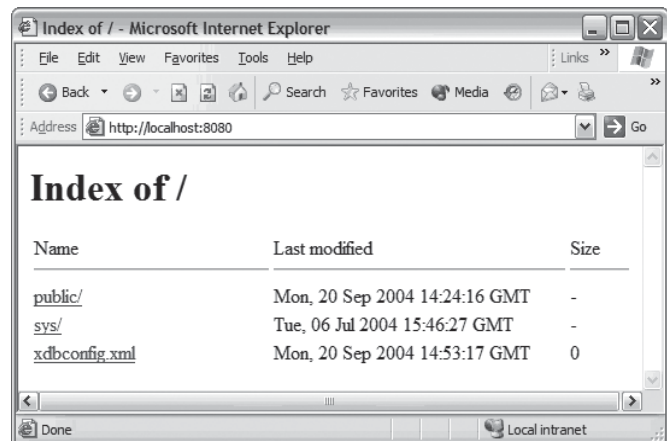 Index of / - Microsoft Internet Explorer
File Edit View Favorites Tools Help Links »
Back Search Favorites Media »
Address http://localhost:8080 Go
Index of /
Name Last modified Size
public/ Mon, 20 Sep 2004 14:24:16 GMT -
sys/ Tue, 06 Jul 2004 15:46:27 GMT -
xdbconfig.xml Mon, 20 Sep 2004 14:53:17 GMT 0
Done Local intranet